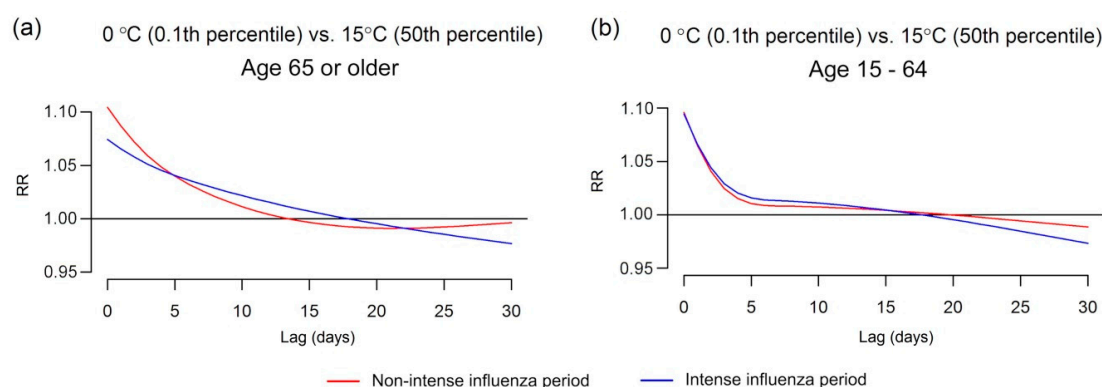 (a)
0 °C (0.1th percentile) vs. 15°C (50th percentile)
Age 65 or older
1.10
1.05
1.00
0.95
RR
0 5 10 15 20 25 30
Lag (days)
(b)
0 °C (0.1th percentile) vs. 15°C (50th percentile)
Age 15 - 64
1.10
1.05
1.00
0.95
RR
0 5 10 15 20 25 30
Lag (days)
Non-intense influenza period
Intense influenza period